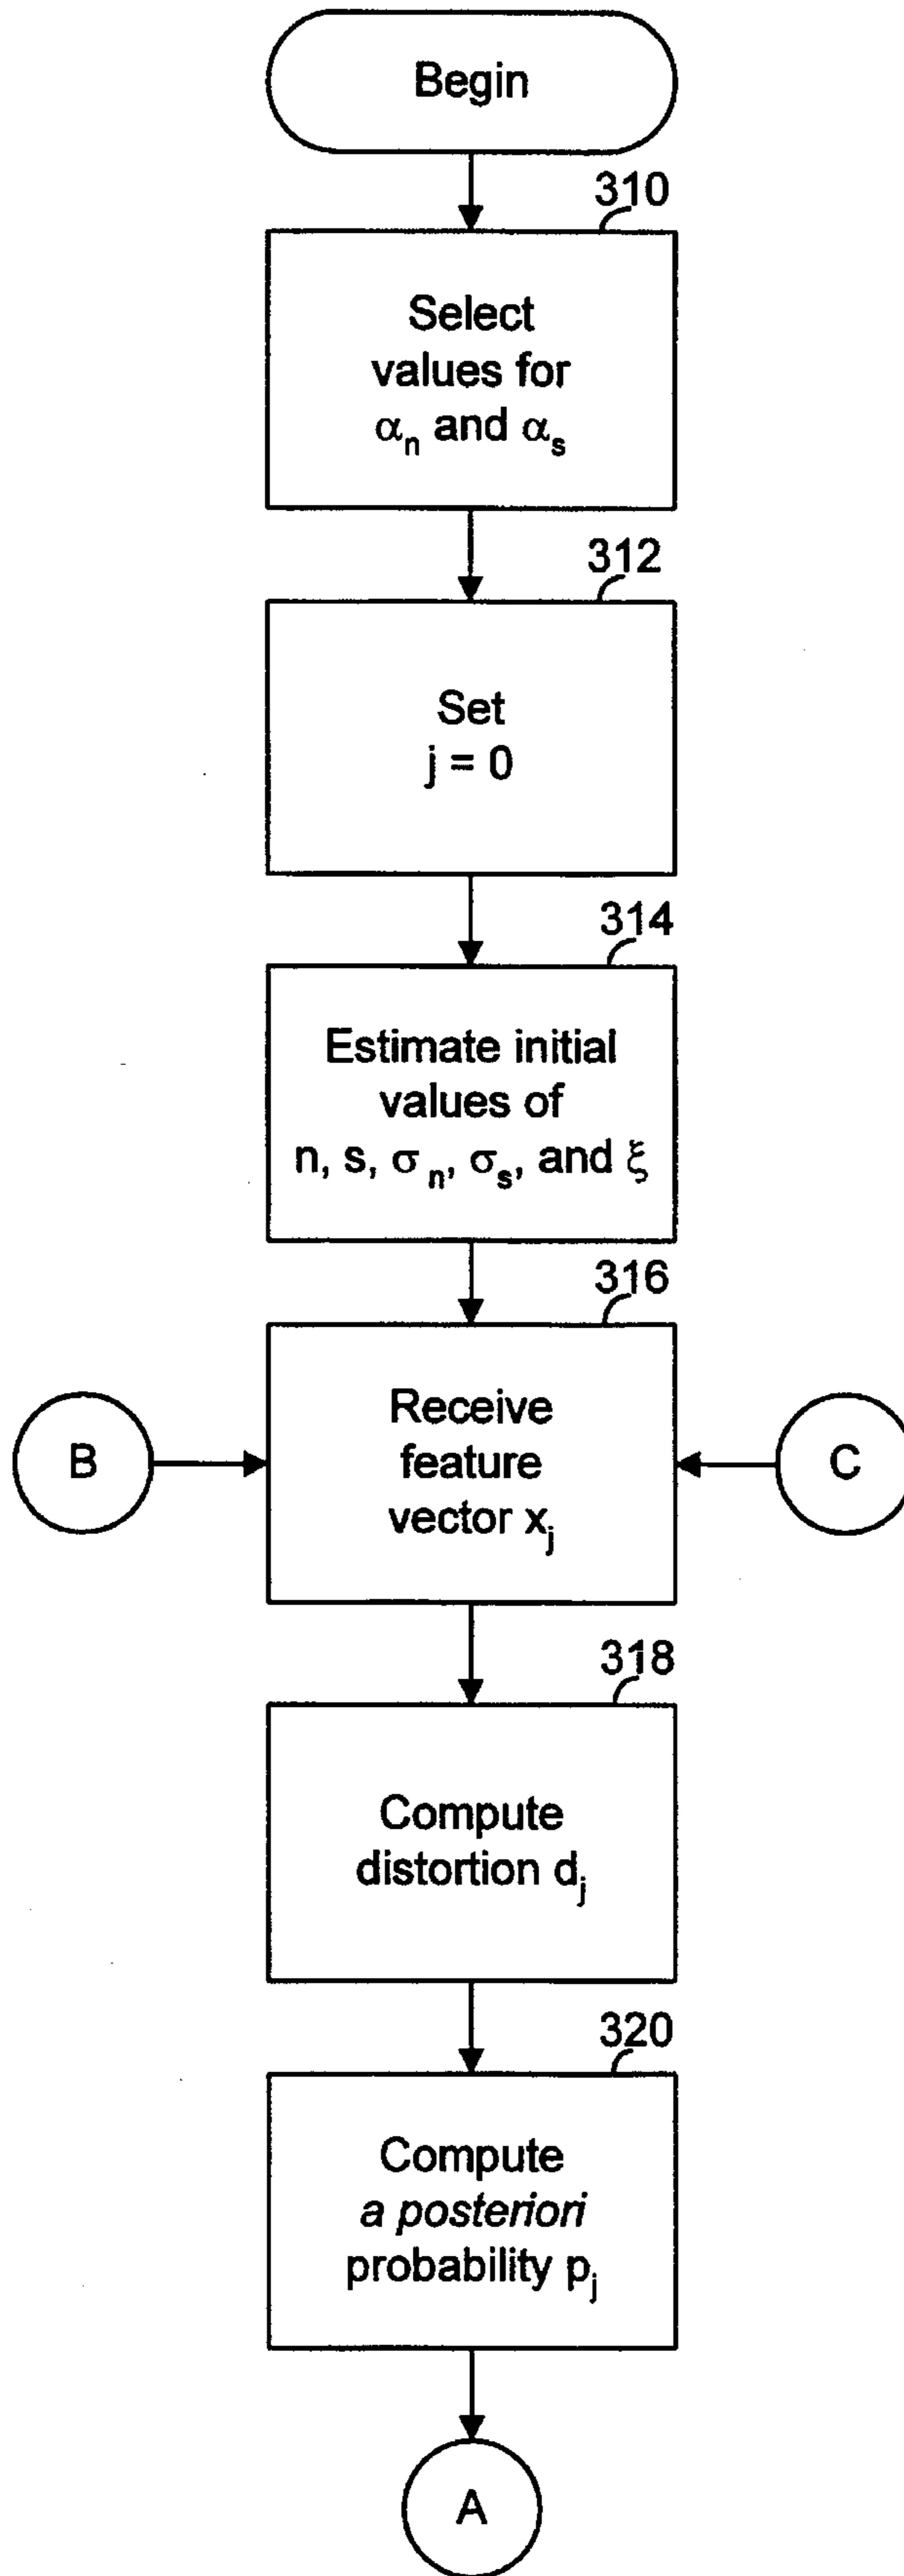 Begin
310
Select
values for
αn and αs
312
Set
j = 0
314
Estimate initial
values of
n, s, σn, σs, and ξ
316
Receive
feature
vector xj
B
C
318
Compute
distortion dj
320
Compute
a posteriori
probability pj
A